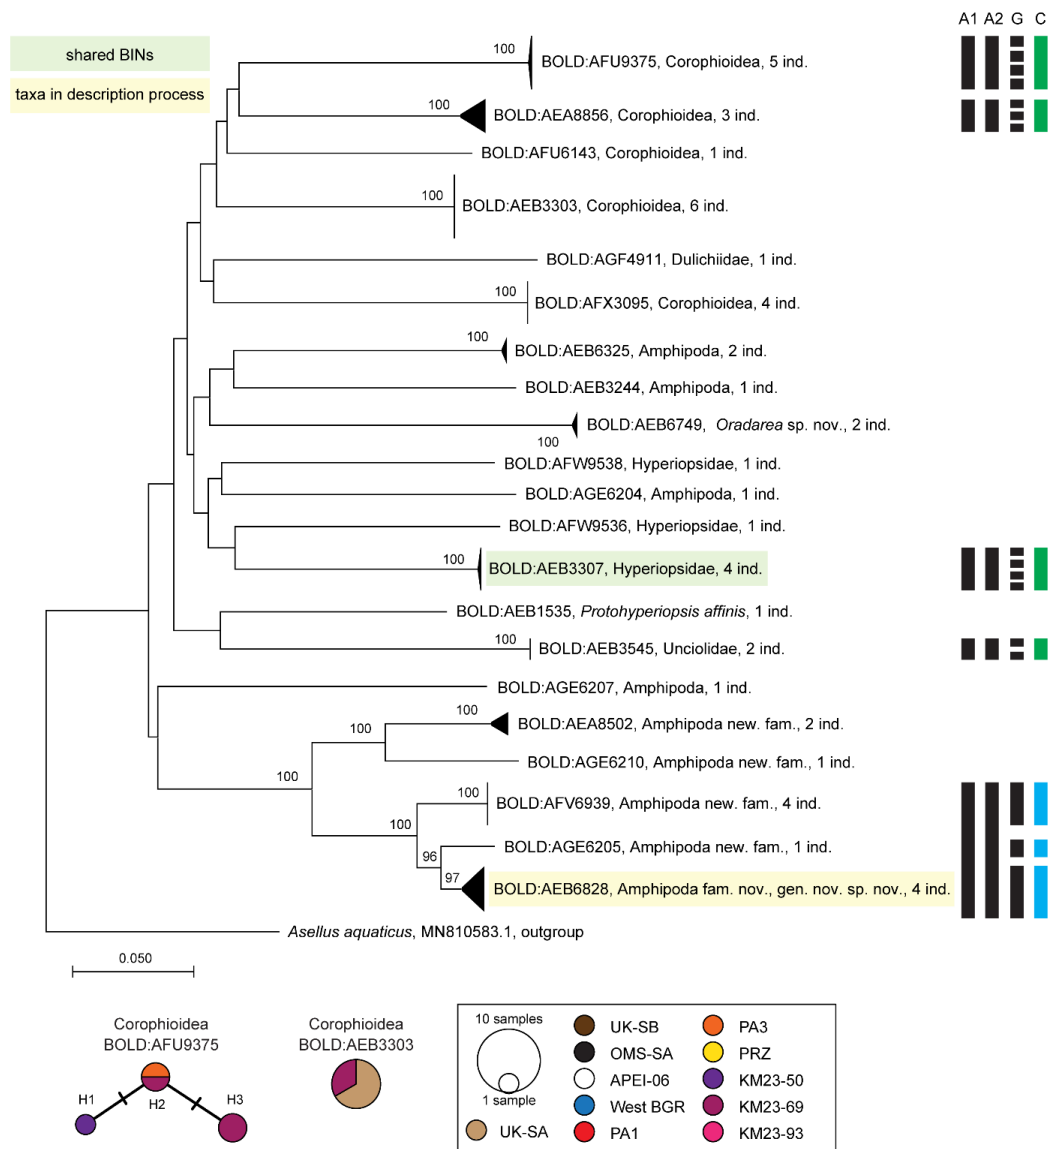 A1 A2 G C
shared BINs
taxa in description process
100
BOLD:AFU9375, Corophioidea, 5 ind.
100
BOLD:AEA8856, Corophioidea, 3 ind.
BOLD:AFU6143, Corophioidea, 1 ind.
100
BOLD:AEB3303, Corophioidea, 6 ind.
BOLD:AGF4911, Dulichiidae, 1 ind.
100
BOLD:AFX3095, Corophioidea, 4 ind.
100
BOLD:AEB6325, Amphipoda, 2 ind.
BOLD:AEB3244, Amphipoda, 1 ind.
BOLD:AEB6749, Oradarea sp. nov., 2 ind.
100
BOLD:AFW9538, Hyperiopsidae, 1 ind.
BOLD:AGE6204, Amphipoda, 1 ind.
BOLD:AFW9536, Hyperiopsidae, 1 ind.
100
BOLD:AEB3307, Hyperiopsidae, 4 ind.
BOLD:AEB1535, Protohyperiopsis affinis, 1 ind.
100
BOLD:AEB3545, Unciolidae, 2 ind.
BOLD:AGE6207, Amphipoda, 1 ind.
100
BOLD:AEA8502, Amphipoda new. fam., 2 ind.
100
BOLD:AGE6210, Amphipoda new. fam., 1 ind.
100
100
BOLD:AFV6939, Amphipoda new. fam., 4 ind.
100
BOLD:AGE6205, Amphipoda new. fam., 1 ind.
96
97
BOLD:AEB6828, Amphipoda fam. nov., gen. nov. sp. nov., 4 ind.
Asellus aquaticus, MN810583.1, outgroup
0.050
Corophioidea
BOLD:AFU9375
H1
H2
H3
Corophioidea
BOLD:AEB3303
10 samples
1 sample
UK-SA
UK-SB
OMS-SA
APEI-06
West BGR
PA1
PA3
PRZ
KM23-50
KM23-69
KM23-93